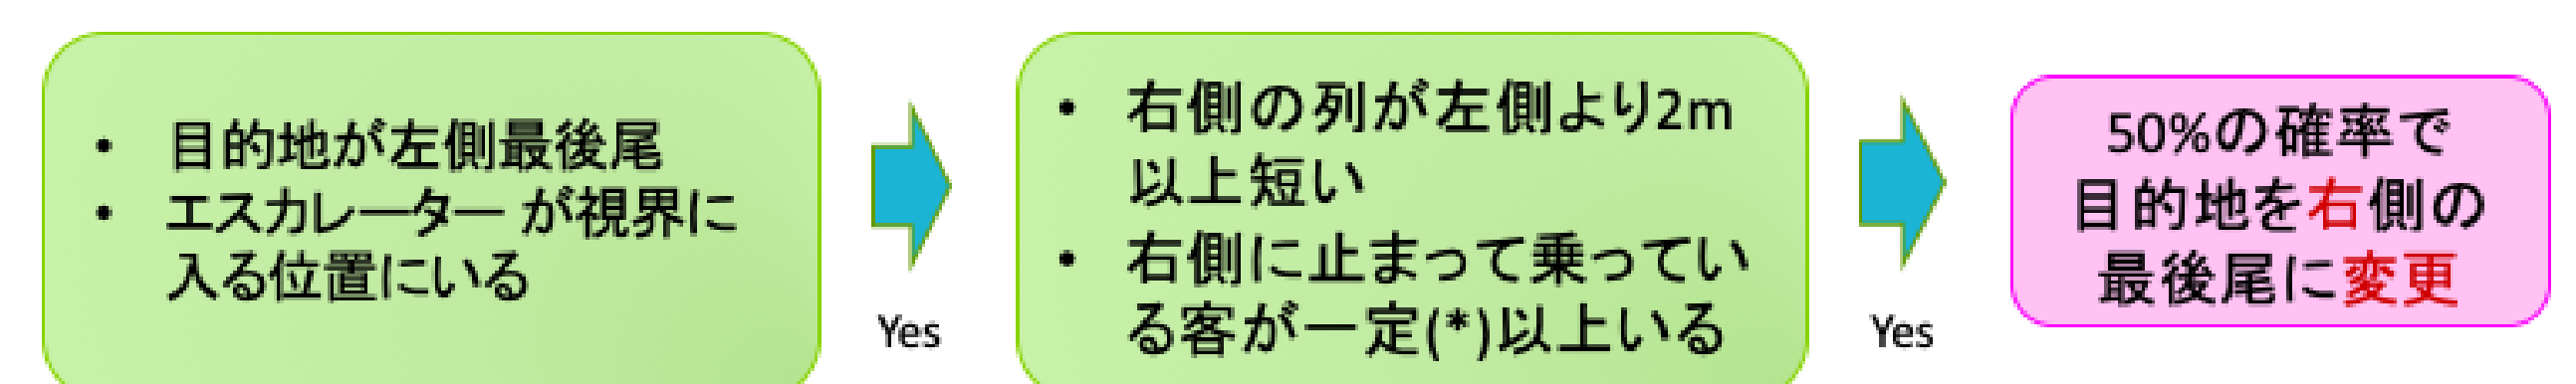 • 目的地が左側最後尾
• エスカレーター が視界に
入る位置にいる
Yes
• 右側の列が左側より2m
以上短い
• 右側に止まって乗ってい
る客が一定(*)以上いる
Yes
50%の確率で
目的地を右側の
最後尾に変更